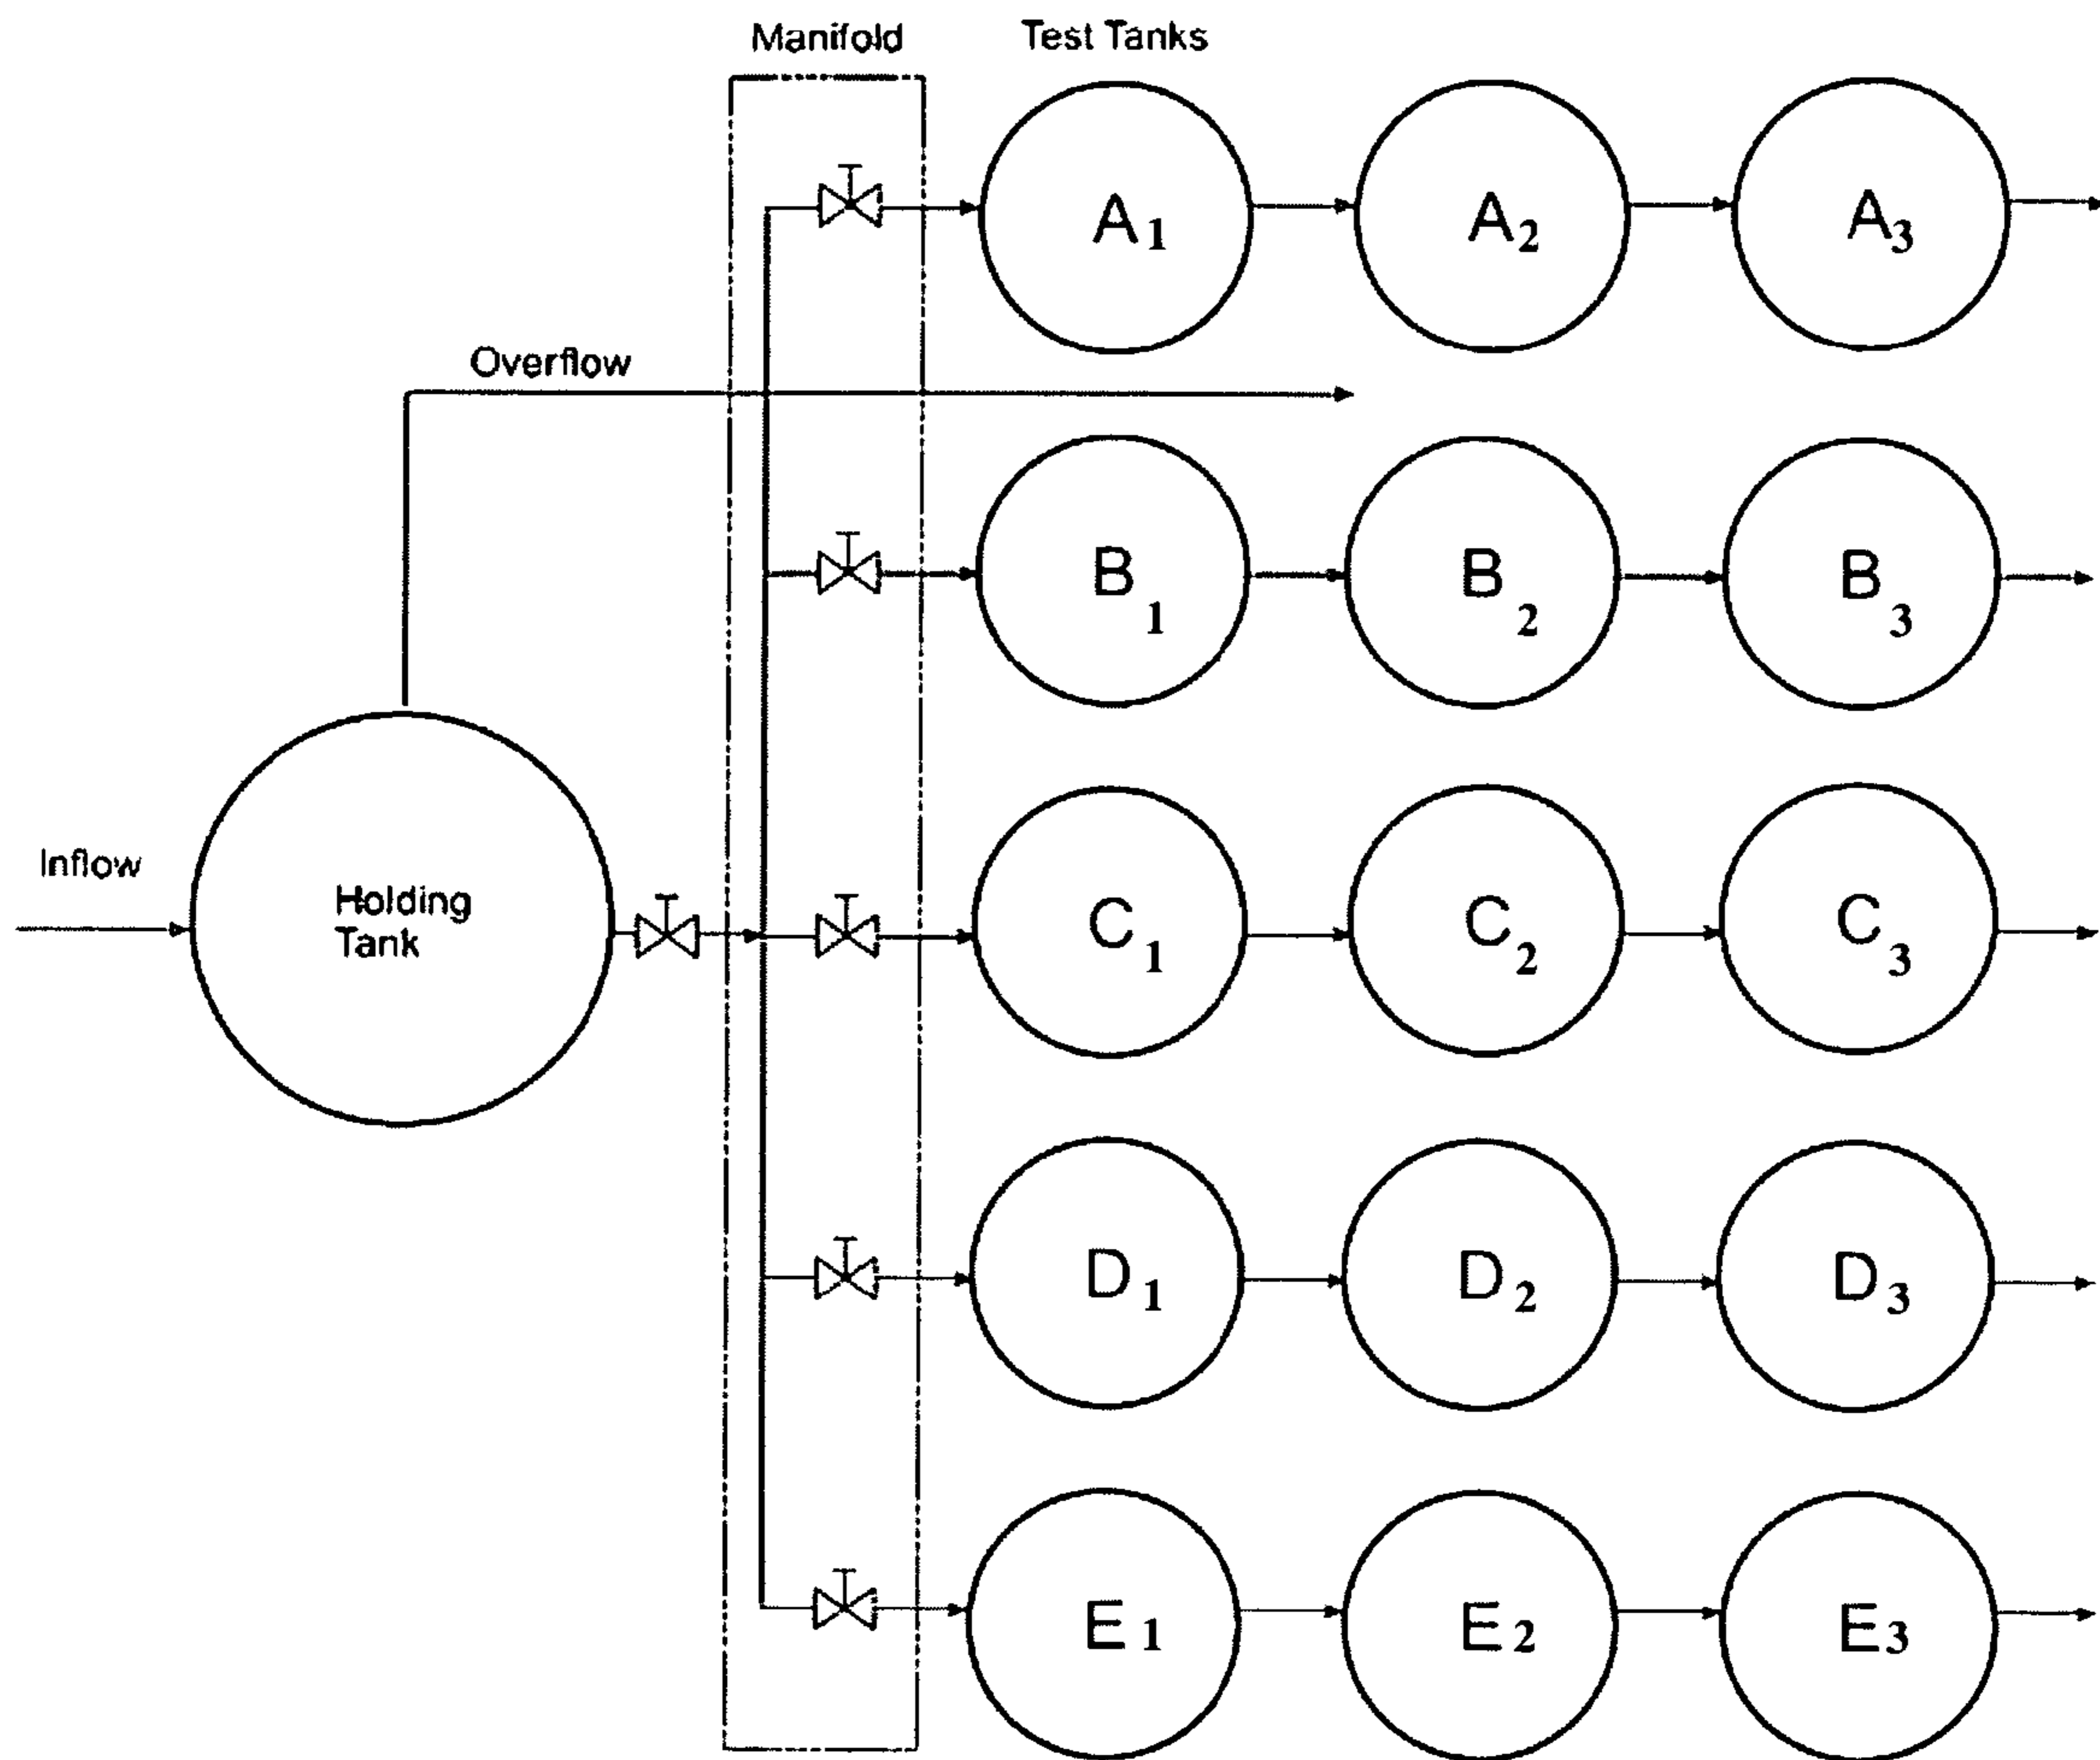 Manifold
Test Tanks
A1
A2
A3
Overflow
B1
B2
B3
Inflow
Holding
Tank
C1
C2
C3
D1
D2
D3
E1
E2
E3